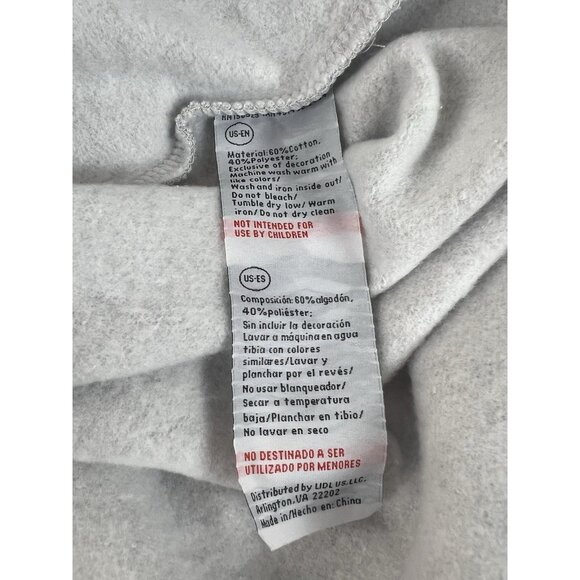 US-EN
Material: 60%Cotton,
40%Polyester;
Exclusive of decoration
Machine wash warm with
like colors/
Wash and iron inside out/
Do not bleach/
Tumble dry low/ Warm
iron/ Do not dry clean
NOT INTENDED FOR
USE BY CHILDREN
US-ES
Composición: 60%algodón,
40%poliéster;
Sin incluir la decoración
Lavar a máquina en agua
tibia con colores
similares/Lavar y
planchar por el revés/
No usar blanqueador/
Secar a temperatura
baja/Planchar en tibio/
No lavar en seco
NO DESTINADO A SER
UTILIZADO POR MENORES
Distributed by LIDL US, LLC.
Arlington, VA 22202
Made in/Hecho en: China